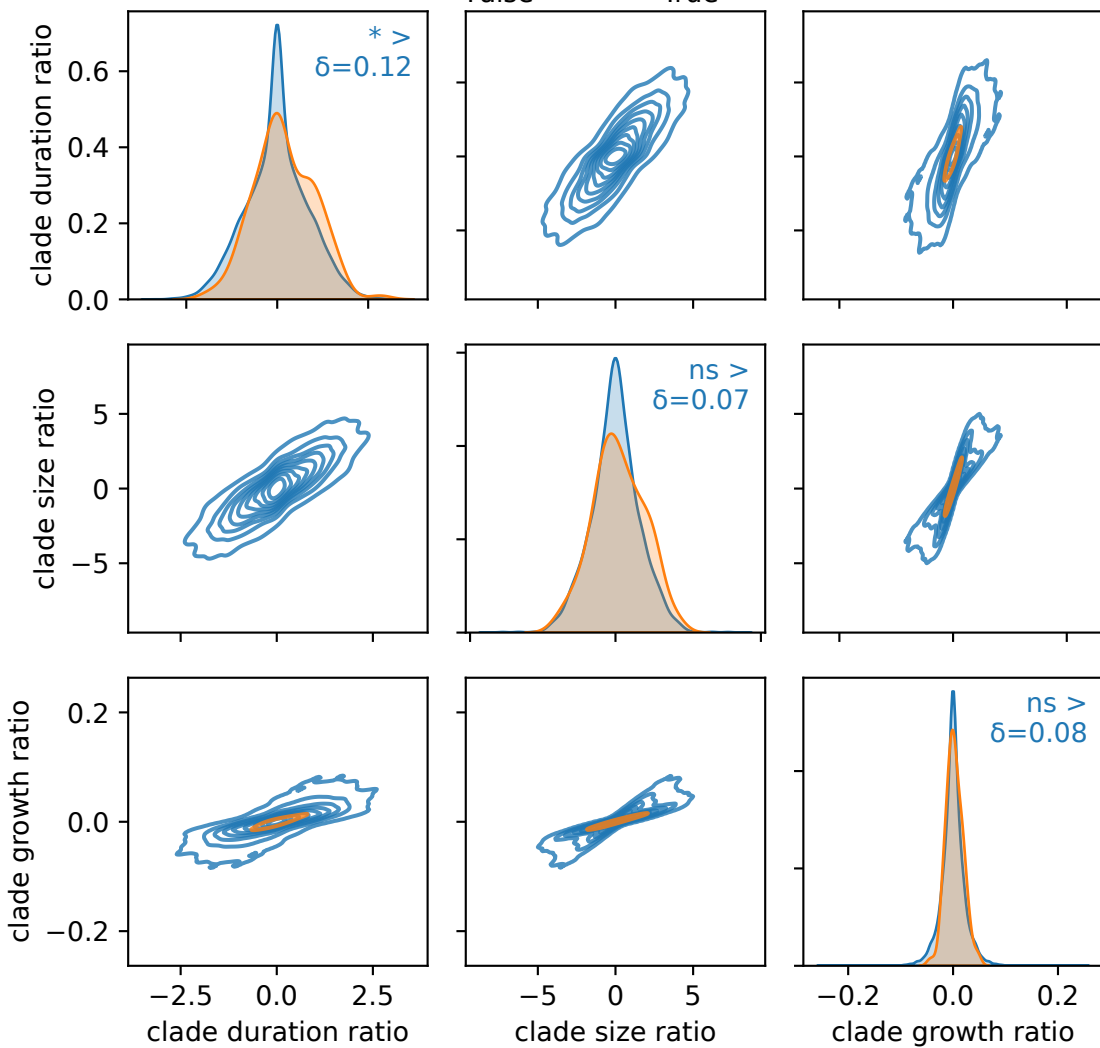 clade duration ratio
0.6
0.4
0.2
0.0
* >
δ=0.12
clade size ratio
5
0
−5
ns >
δ=0.07
clade growth ratio
0.2
0.0
−0.2
ns >
δ=0.08
−2.5 0.0 2.5
−5 0 5
−0.2 0.0 0.2
clade duration ratio
clade size ratio
clade growth ratio